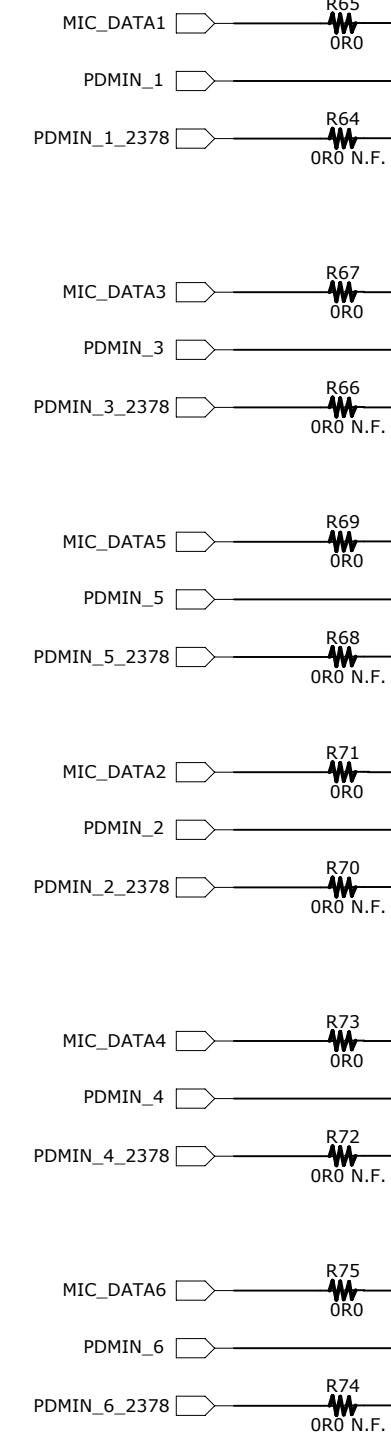 R65
MIC_DATA1
0R0
PDMIN_1
R64
PDMIN_1_2378
0R0 N.F.
R67
MIC_DATA3
0R0
PDMIN_3
R66
PDMIN_3_2378
0R0 N.F.
R69
MIC_DATA5
0R0
PDMIN_5
R68
PDMIN_5_2378
0R0 N.F.
R71
MIC_DATA2
0R0
PDMIN_2
R70
PDMIN_2_2378
0R0 N.F.
R73
MIC_DATA4
0R0
PDMIN_4
R72
PDMIN_4_2378
0R0 N.F.
R75
MIC_DATA6
0R0
PDMIN_6
R74
PDMIN_6_2378
0R0 N.F.